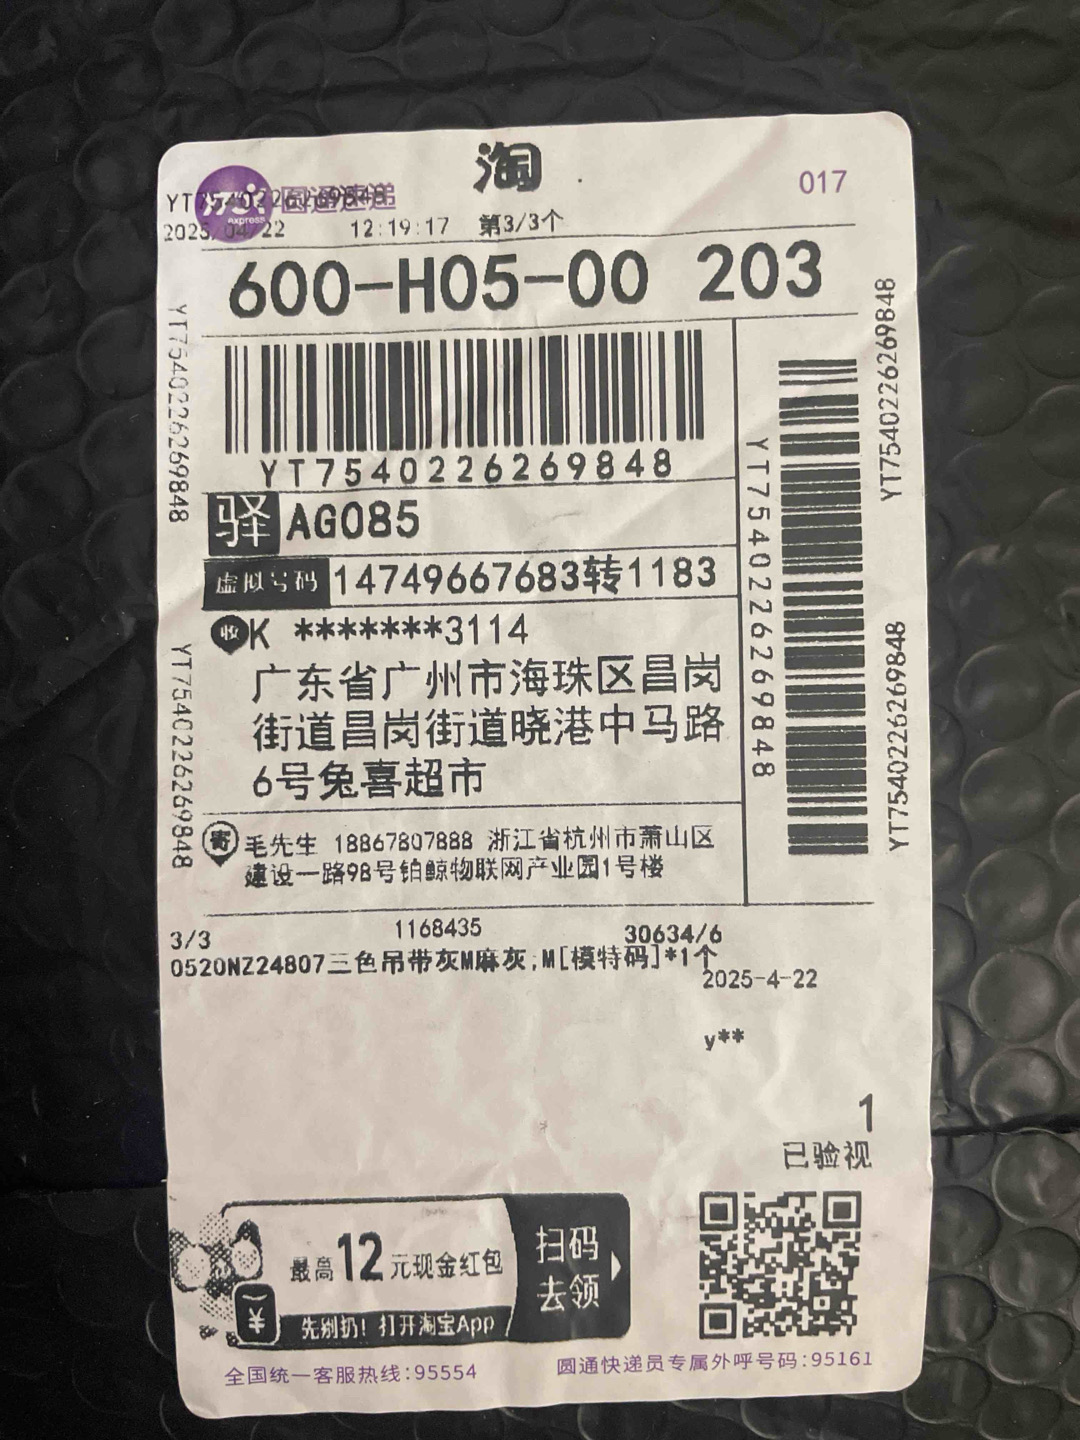 淘
017
YT7540226269848
圆通速递
express
2025/04/22 12:19:17 第3/3个
600-H05-00 203
YT7540226269848
驿 AG085
虚拟号码 14749667683转1183
收 K *******3114
广东省广州市海珠区昌岗
街道昌岗街道晓港中马路
6号兔喜超市
寄 毛先生 18867807888 浙江省杭州市萧山区
建设一路98号铂鲸物联网产业园1号楼
YT7540226269848
YT7540226269848
YT7540226269848
YT7540226269848
YT7540226269848
3/3 1168435 30634/6
0520NZ24807三色吊带灰M麻灰;M[模特码]*1个
2025-4-22
y**
1
已验视
最高12元现金红包
扫码
去领
先别扔!打开淘宝App
全国统一客服热线:95554
圆通快递员专属外呼号码:95161